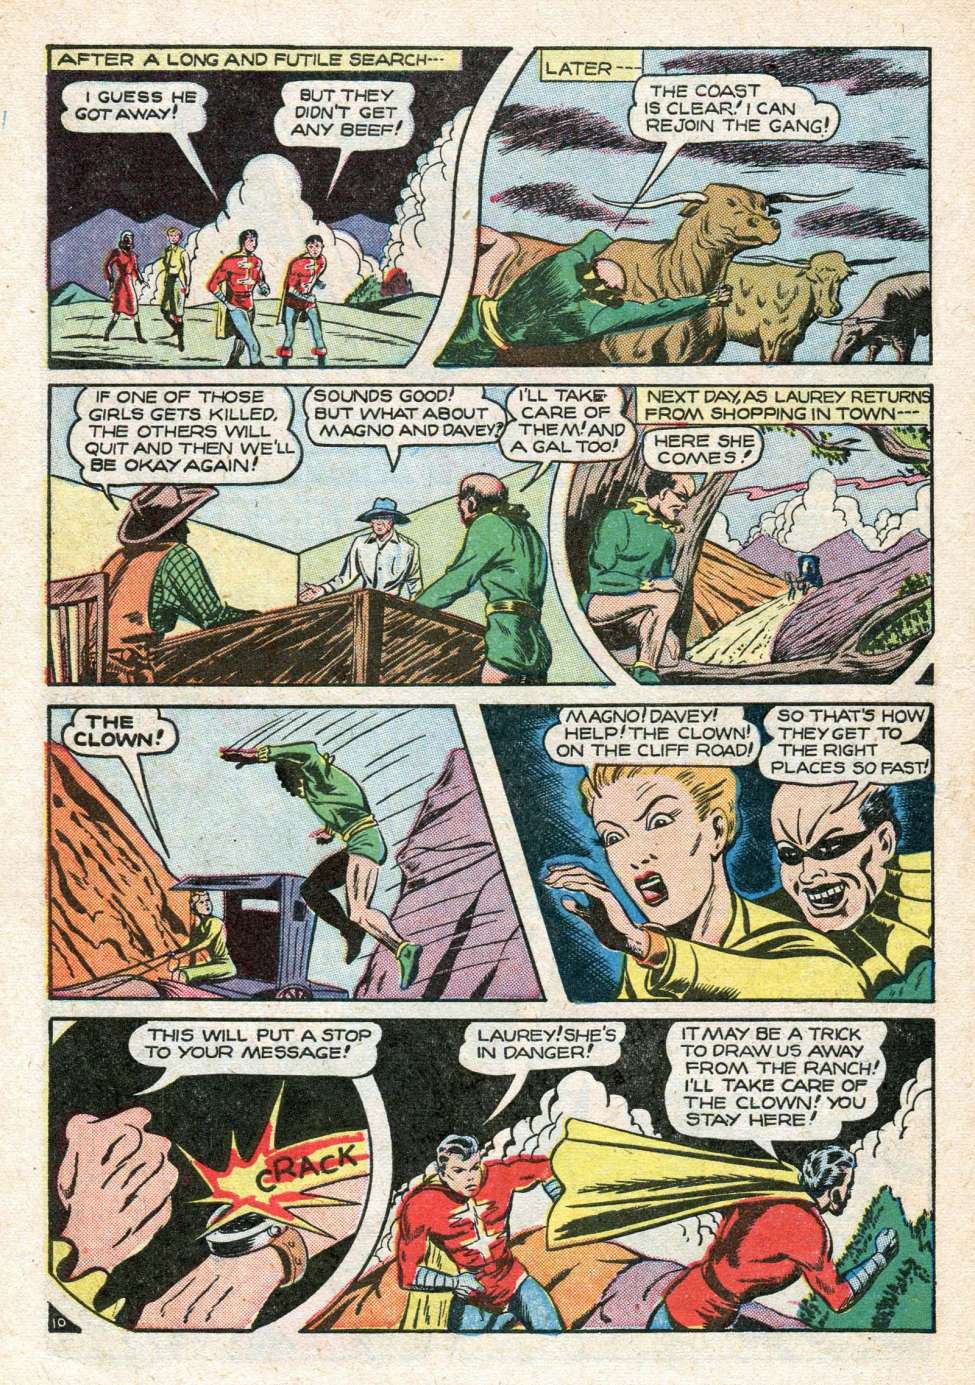 AFTER A LONG AND FUTILE SEARCH---
I GUESS HE
GOT AWAY!
BUT THEY
DIDN'T GET
ANY BEEF!
LATER---
THE COAST
IS CLEAR! I CAN
REJOIN THE GANG!
IF ONE OF THOSE
GIRLS GETS KILLED,
THE OTHERS WILL
QUIT AND THEN WE'LL
BE OKAY AGAIN!
SOUNDS GOOD!
BUT WHAT ABOUT
MAGNO AND DAVEY?
I'LL TAKE
CARE OF
THEM! AND
A GAL TOO!
NEXT DAY, AS LAUREY RETURNS
FROM SHOPPING IN TOWN---
HERE SHE
COMES!
THE
CLOWN!
MAGNO! DAVEY!
HELP! THE CLOWN!
ON THE CLIFF ROAD!
SO THAT'S HOW
THEY GET TO
THE RIGHT
PLACES SO FAST!
THIS WILL PUT A STOP
TO YOUR MESSAGE!
CRACK
LAUREY! SHE'S
IN DANGER!
IT MAY BE A TRICK
TO DRAW US AWAY
FROM THE RANCH!
I'LL TAKE CARE OF
THE CLOWN! YOU
STAY HERE!
10